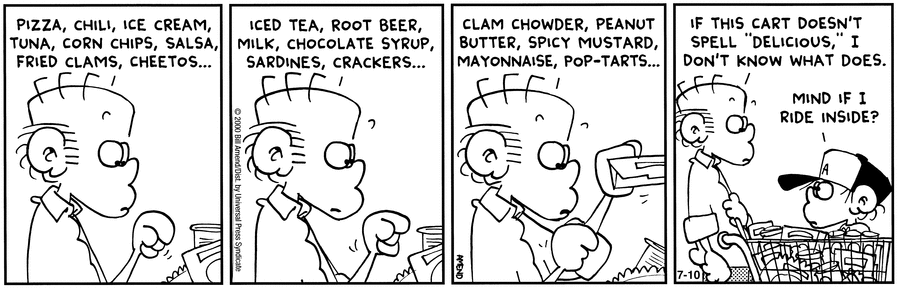 PIZZA, CHILI, ICE CREAM,
TUNA, CORN CHIPS, SALSA,
FRIED CLAMS, CHEETOS...
© 2000 Bill Amend/Dist. by Universal Press Syndicate
ICED TEA, ROOT BEER,
MILK, CHOCOLATE SYRUP,
SARDINES, CRACKERS...
CLAM CHOWDER, PEANUT
BUTTER, SPICY MUSTARD,
MAYONNAISE, POP-TARTS...
AMEND
IF THIS CART DOESN'T
SPELL "DELICIOUS," I
DON'T KNOW WHAT DOES.
MIND IF I
RIDE INSIDE?
A
7-10